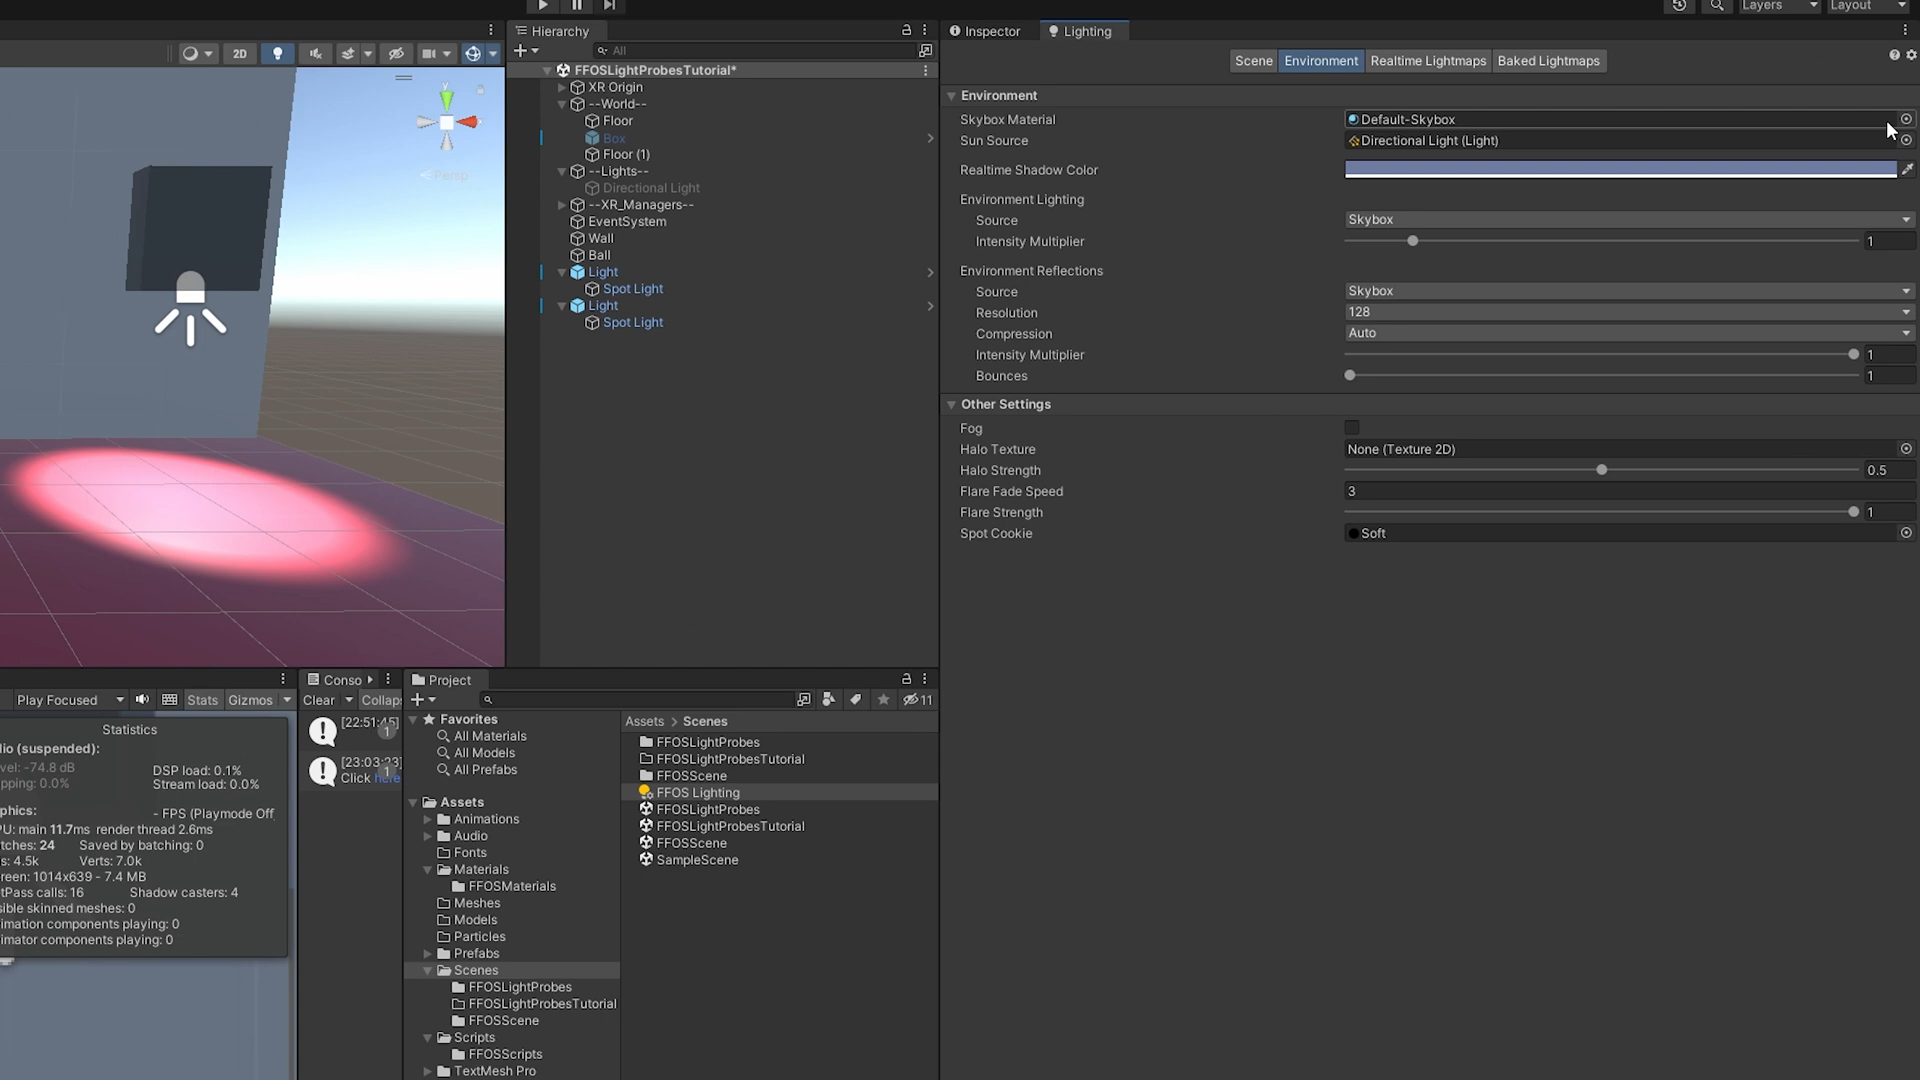 Layers
Layout
Hierarchy
Inspector
Lighting
2D
All
Scene
Environment
Realtime Lightmaps
Baked Lightmaps
FFOSLightProbesTutorial*
XR Origin
--World--
Floor
Box
Floor (1)
--Lights--
Directional Light
--XR_Managers--
EventSystem
Wall
Ball
Light
Spot Light
Light
Spot Light
y
Persp
Environment
Skybox Material
Default-Skybox
Sun Source
Directional Light (Light)
Realtime Shadow Color
Environment Lighting
Source
Skybox
Intensity Multiplier
1
Environment Reflections
Source
Skybox
Resolution
128
Compression
Auto
Intensity Multiplier
1
Bounces
1
Other Settings
Fog
Halo Texture
None (Texture 2D)
Halo Strength
0.5
Flare Fade Speed
3
Flare Strength
1
Spot Cookie
Soft
Play Focused
Stats
Gizmos
Statistics
io (suspended):
vel: -74.8 dB
DSP load: 0.1%
pping: 0.0%
Stream load: 0.0%
phics:
- FPS (Playmode Off
PU: main 11.7ms render thread 2.6ms
tches: 24
Saved by batching: 0
s: 4.5k
Verts: 7.0k
reen: 1014x639 - 7.4 MB
tPass calls: 16
Shadow casters: 4
sible skinned meshes: 0
imation components playing: 0
imator components playing: 0
Conso
Clear
Collaps
[22:51:45]
1
[23:03:23]
Click here
1
Project
11
Favorites
All Materials
All Models
All Prefabs
Assets
Animations
Audio
Fonts
Materials
FFOSMaterials
Meshes
Models
Particles
Prefabs
Scenes
FFOSLightProbes
FFOSLightProbesTutorial
FFOSScene
Scripts
FFOSScripts
TextMesh Pro
Assets > Scenes
FFOSLightProbes
FFOSLightProbesTutorial
FFOSScene
FFOS Lighting
FFOSLightProbes
FFOSLightProbesTutorial
FFOSScene
SampleScene